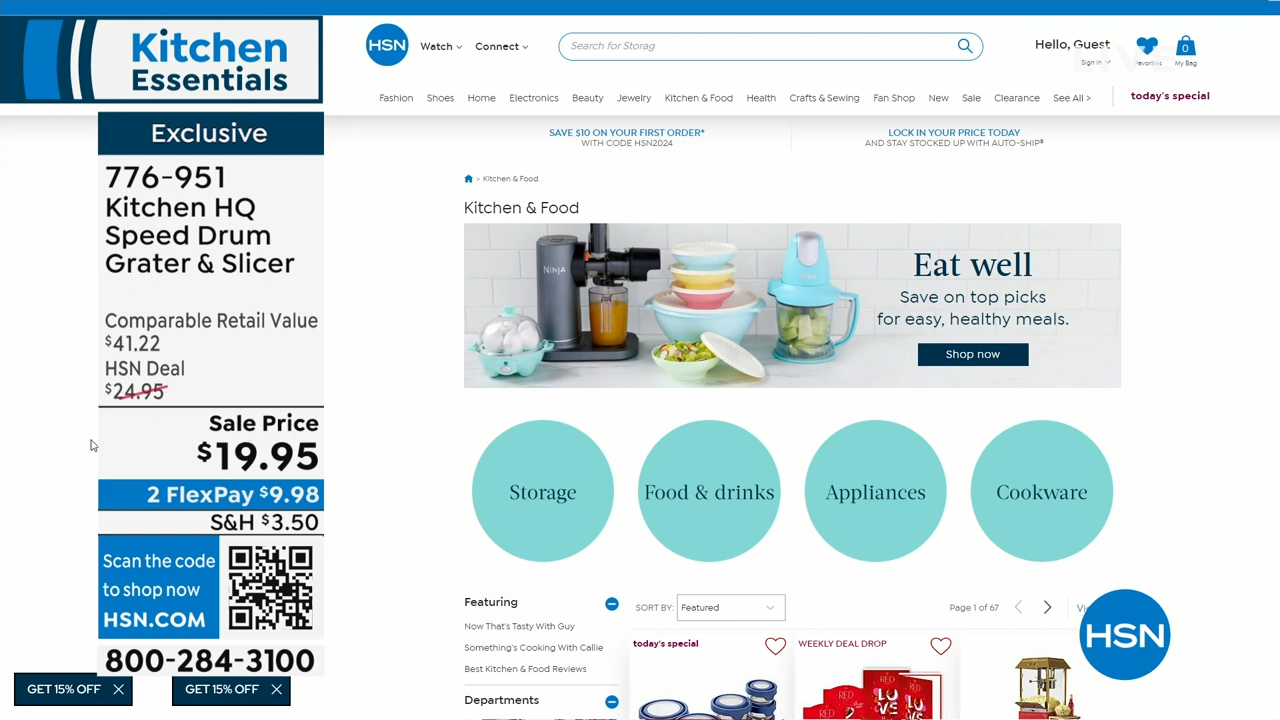 Kitchen
Essentials
Exclusive
776-951
Kitchen HQ
Speed Drum
Grater & Slicer
Comparable Retail Value
$41.22
HSN Deal
$24.95
Sale Price
$19.95
2 FlexPay $9.98
S&H $3.50
Scan the code
to shop now
HSN.COM
800-284-3100
GET 15% OFF
GET 15% OFF
HSN
Watch
Connect
Search for Storag
Hello, Guest
Sign In
Favorites
0
My Bag
Fashion
Shoes
Home
Electronics
Beauty
Jewelry
Kitchen & Food
Health
Crafts & Sewing
Fan Shop
New
Sale
Clearance
See All >
today's special
SAVE $10 ON YOUR FIRST ORDER*
WITH CODE HSN2024
LOCK IN YOUR PRICE TODAY
AND STAY STOCKED UP WITH AUTO-SHIP®
> Kitchen & Food
Kitchen & Food
NINJA
Eat well
Save on top picks
for easy, healthy meals.
Shop now
Storage
Food & drinks
Appliances
Cookware
Featuring
Now That's Tasty With Guy
Something's Cooking With Callie
Best Kitchen & Food Reviews
Departments
SORT BY:
Featured
Page 1 of 67
today's special
WEEKLY DEAL DROP
RED
RED
HSN